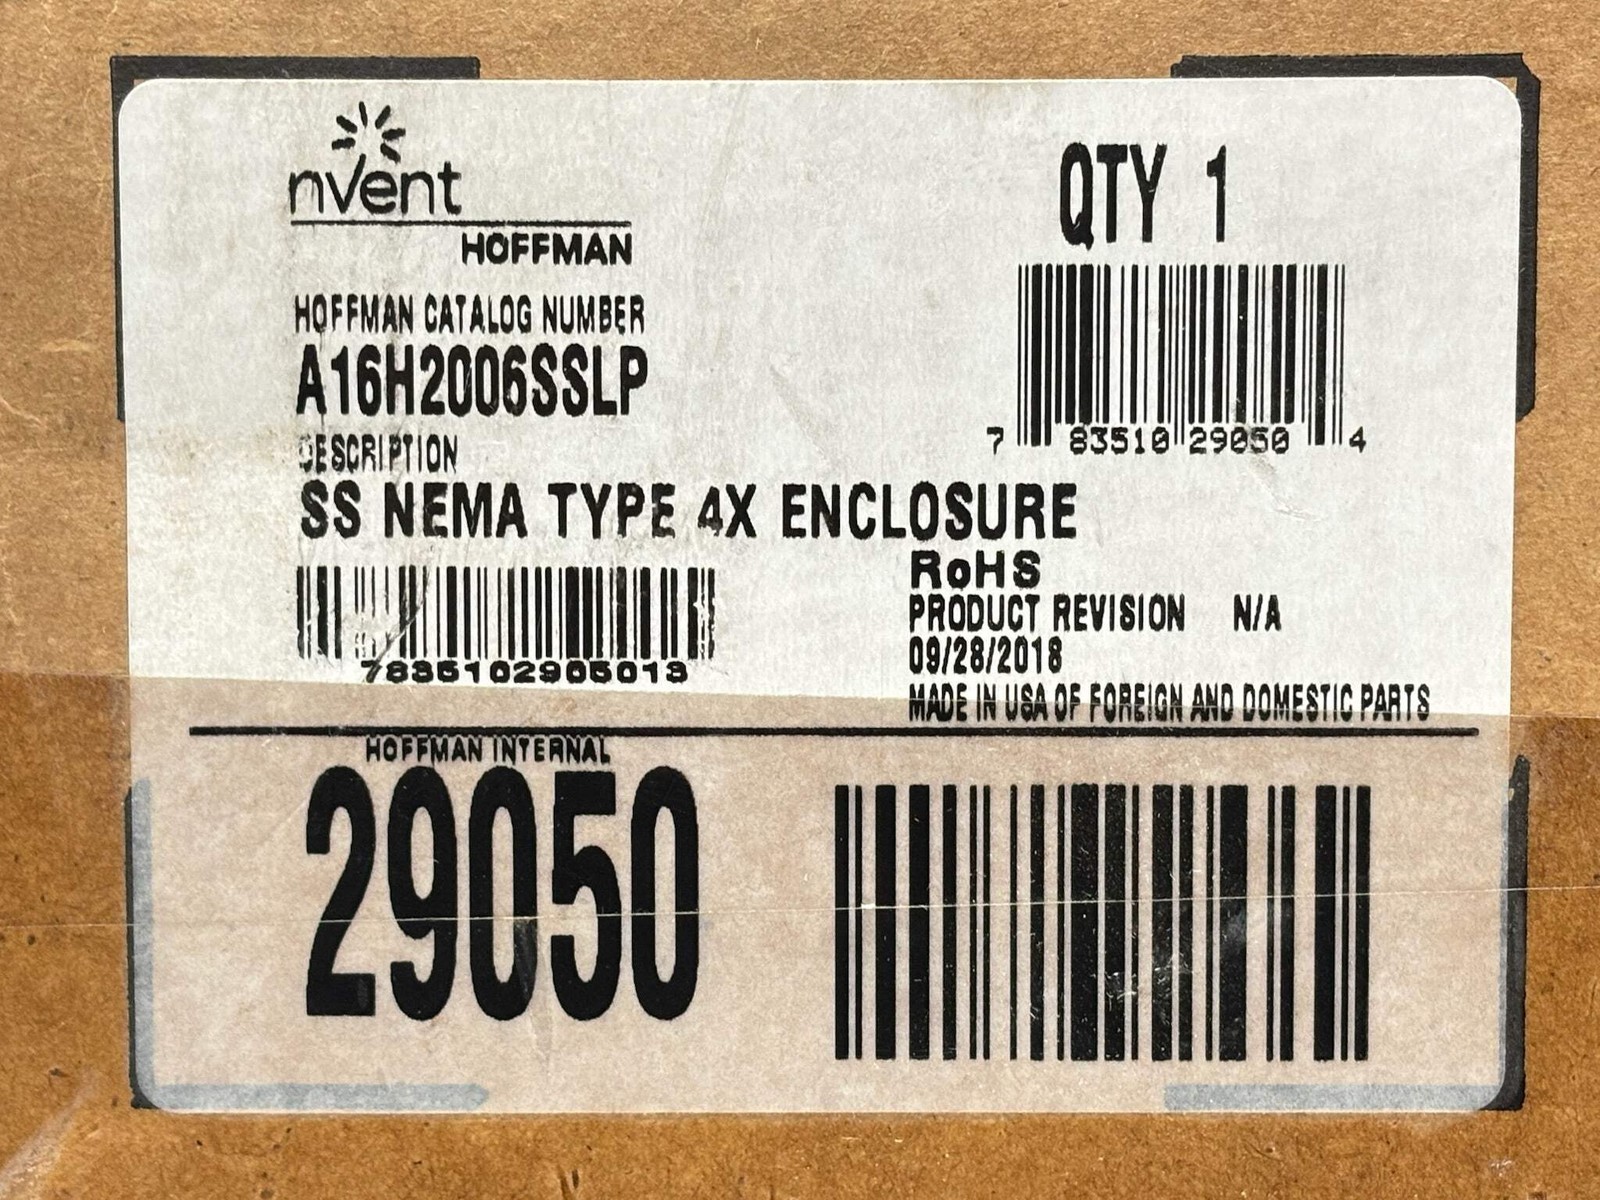 nVent
HOFFMAN
QTY 1
HOFFMAN CATALOG NUMBER
A16H2006SSLP
7 83510 29050 4
DESCRIPTION
SS NEMA TYPE 4X ENCLOSURE
RoHS
PRODUCT REVISION N/A
09/28/2018
7835102905013
MADE IN USA OF FOREIGN AND DOMESTIC PARTS
HOFFMAN INTERNAL
29050